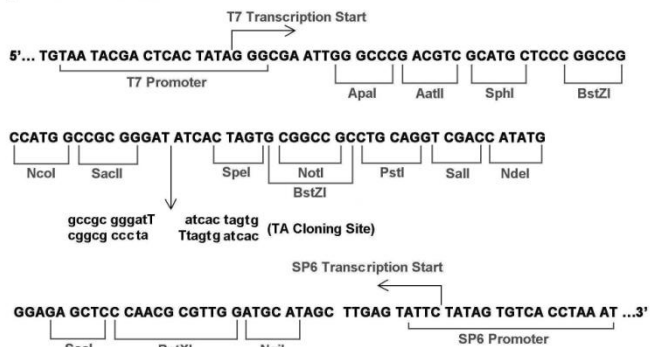 T7 Transcription Start
5'... TGTAA TACGA CTCACT ATAG GGCGA ATTGG GCCCG ACGTC GCATG CTCCC GGCCG
T7 Promoter
ApaI AatII SphI BstZI
CCATG GCCGC GGGAT ATCAC TAGTG CGGCC GCCTG CAGGT CGACC ATATG
NcoI SacII SpeI NotI PstI SalI NdeI
BstZI
gccgc gggatT atcac tagtg
cggcg cccta Ttagtg atcac (TA Cloning Site)
SP6 Transcription Start
GGAGA GCTCC CAACG CGTTG GATGC ATAGC TTGAG TATTC TATAG TGTCA CCTAA AT ...3'
SP6 Promoter